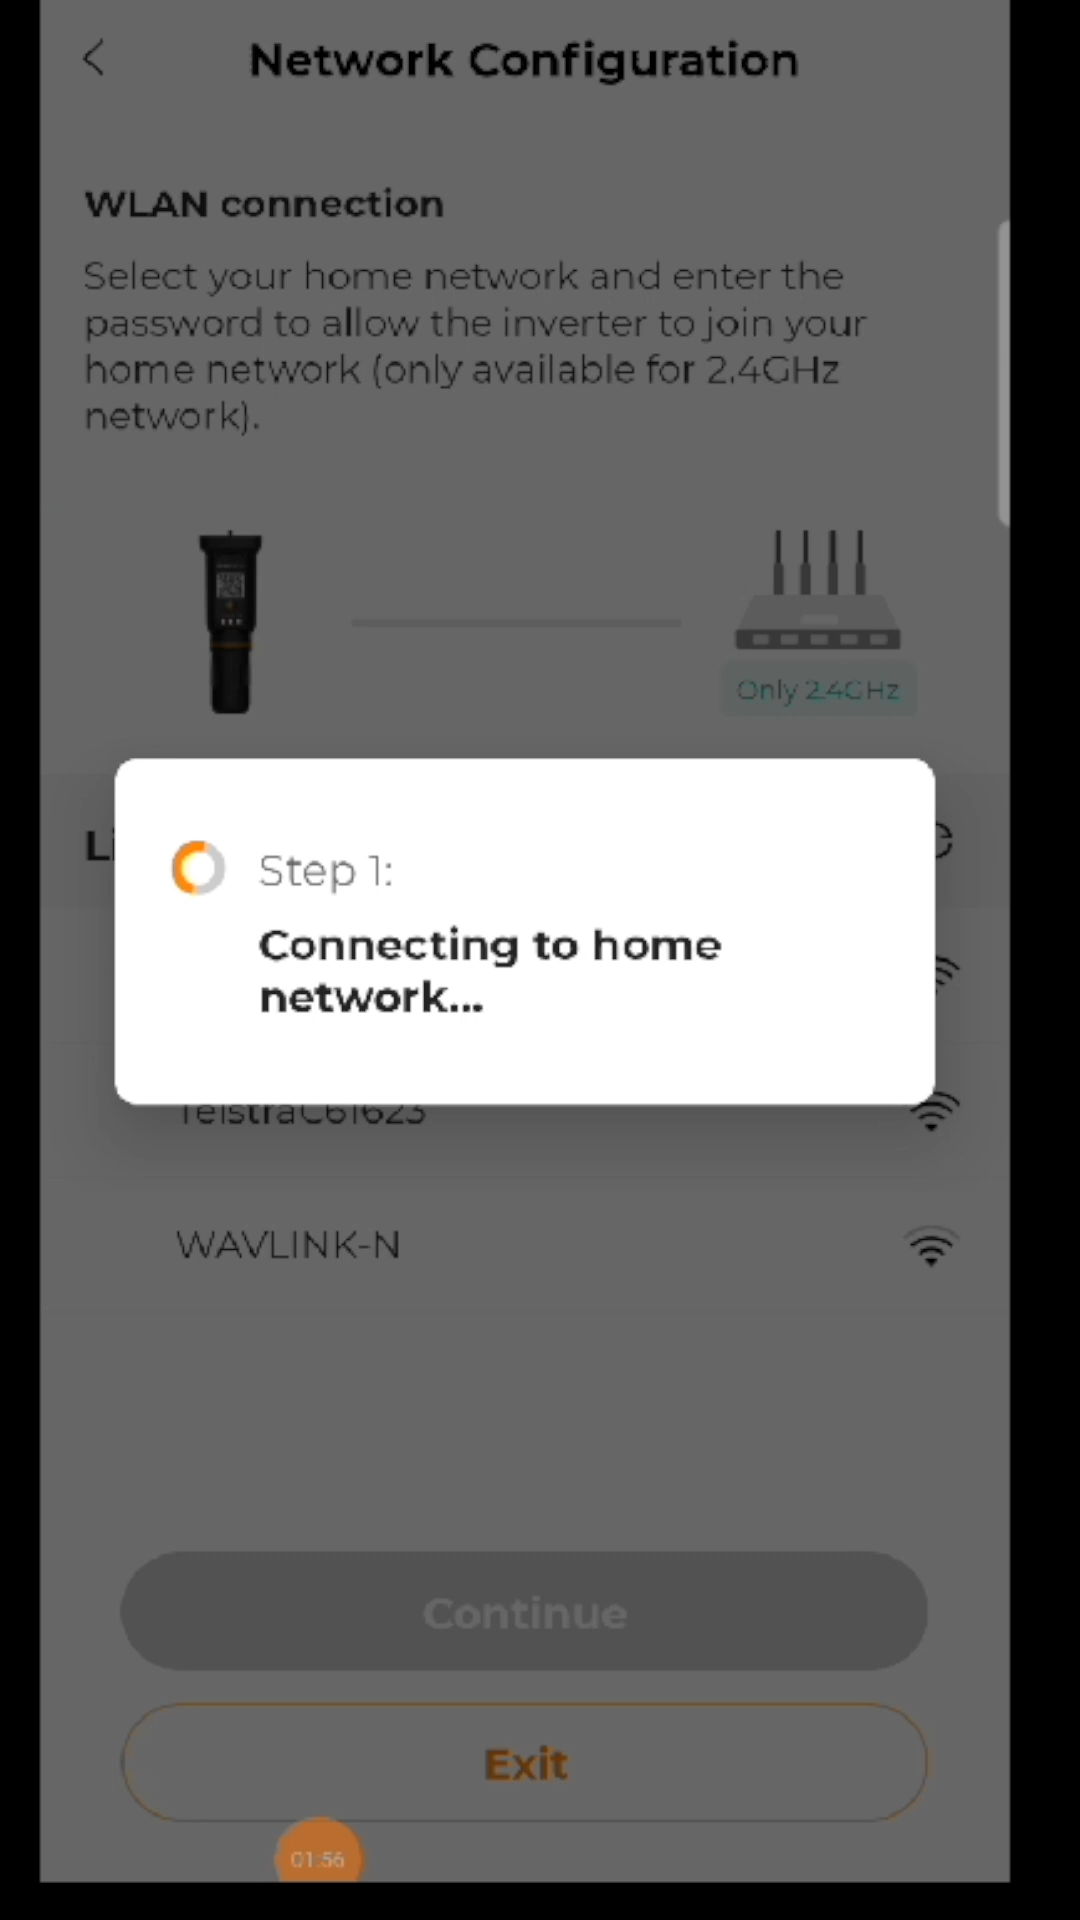 Network Configuration
WLAN connection
Select your home network and enter the
password to allow the inverter to join your
home network (only available for 2.4GHz
network).
Only 2.4GHz
Step 1:
Connecting to home
network...
TelstraC61623
WAVLINK-N
Continue
Exit
01:56